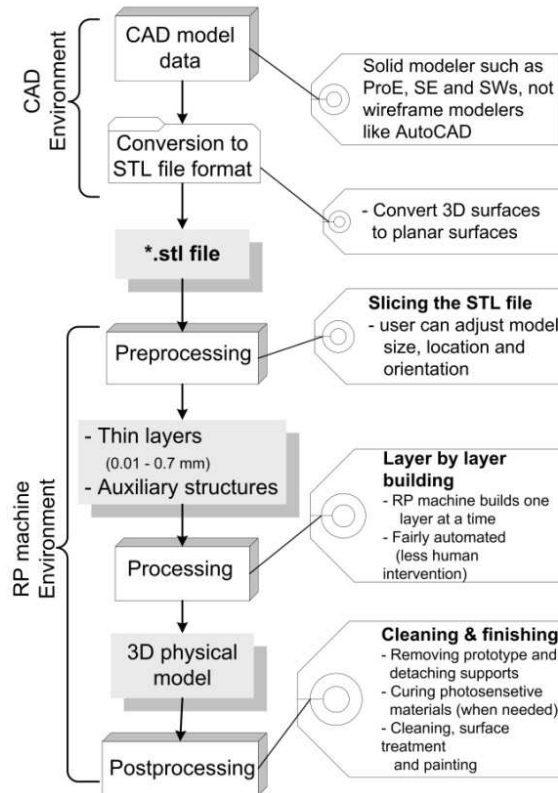 CAD
Environment
CAD model
data
Solid modeler such as
ProE, SE and SWs, not
wireframe modelers
like AutoCAD
Conversion to
STL file format
- Convert 3D surfaces
to planar surfaces
*.stl file
RP machine
Environment
Preprocessing
Slicing the STL file
- user can adjust model
size, location and
orientation
- Thin layers
(0.01 - 0.7 mm)
- Auxiliary structures
Layer by layer
building
- RP machine builds one
layer at a time
- Fairly automated
(less human
intervention)
Processing
3D physical
model
Cleaning & finishing
- Removing prototype and
detaching supports
- Curing photosensetive
materials (when needed)
- Cleaning, surface
treatment
and painting
Postprocessing